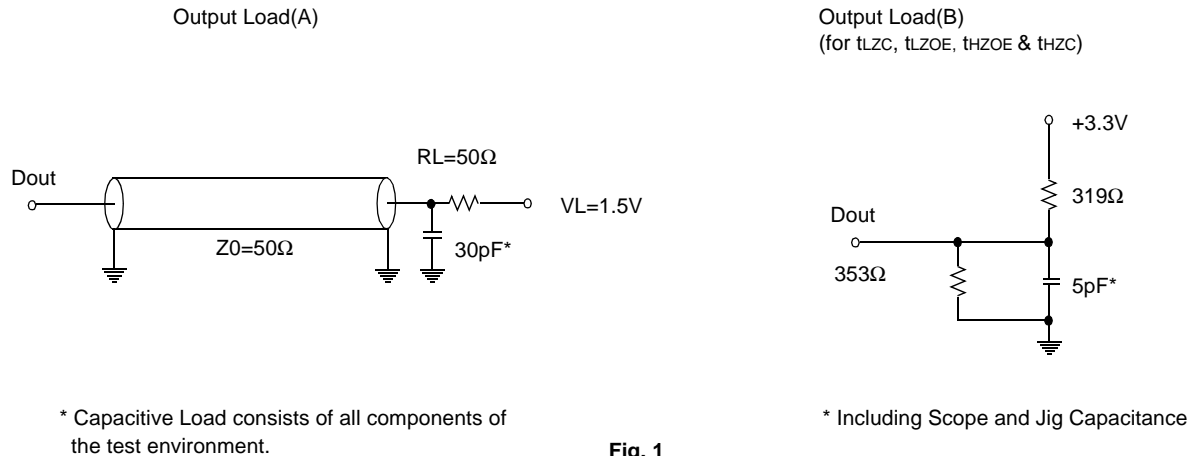 Output Load(A)
Dout
Z0=50Ω
RL=50Ω
VL=1.5V
30pF*
* Capacitive Load consists of all components of
the test environment.
Output Load(B)
(for tLZC, tLZOE, tHZOE & tHZC)
+3.3V
319Ω
Dout
353Ω
5pF*
* Including Scope and Jig Capacitance
Fig. 1